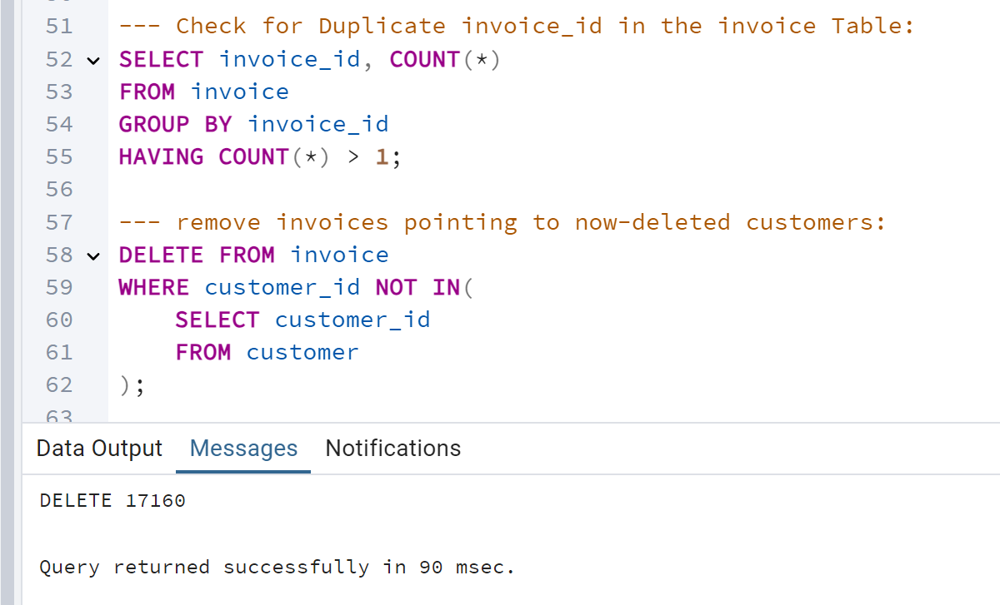 51 --- Check for Duplicate invoice_id in the invoice Table:
52 SELECT invoice_id, COUNT(*)
53 FROM invoice
54 GROUP BY invoice_id
55 HAVING COUNT(*) > 1;
56
57 --- remove invoices pointing to now-deleted customers:
58 DELETE FROM invoice
59 WHERE customer_id NOT IN(
60 SELECT customer_id
61 FROM customer
62 );
63
Data Output Messages Notifications
DELETE 17160
Query returned successfully in 90 msec.